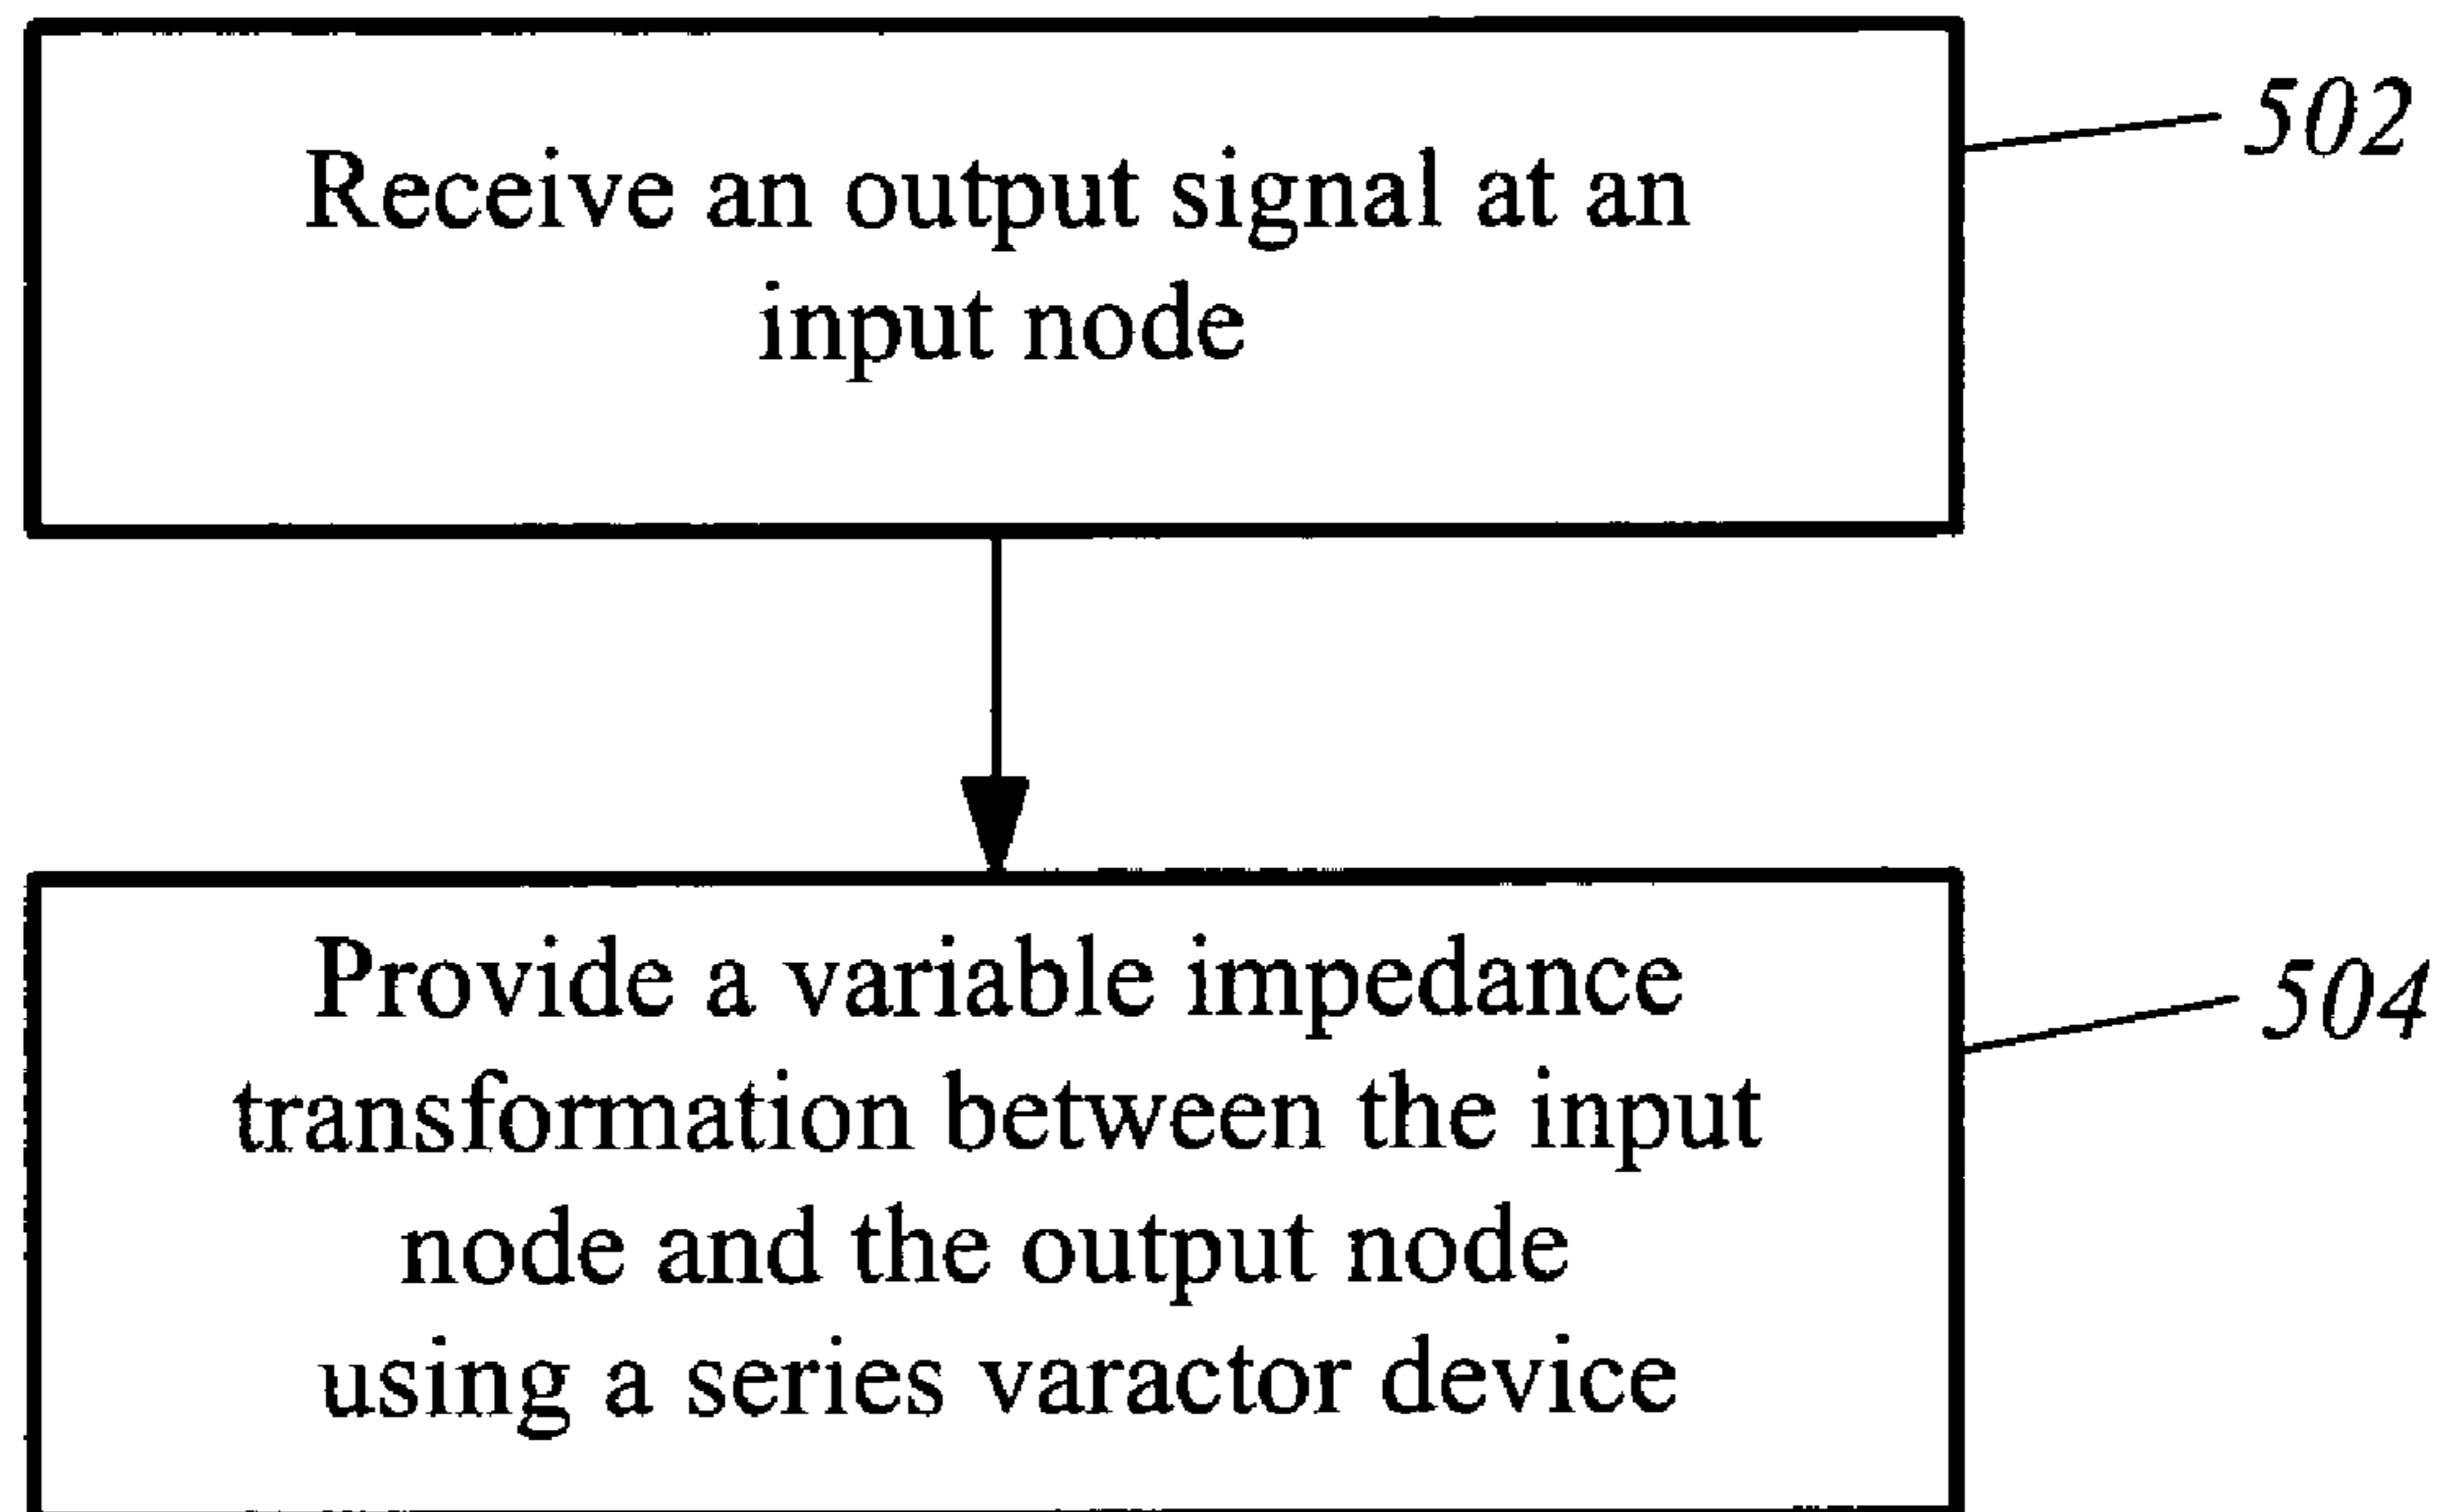 Receive an output signal at an
input node
502
Provide a variable impedance
transformation between the input
node and the output node
using a series varactor device
504